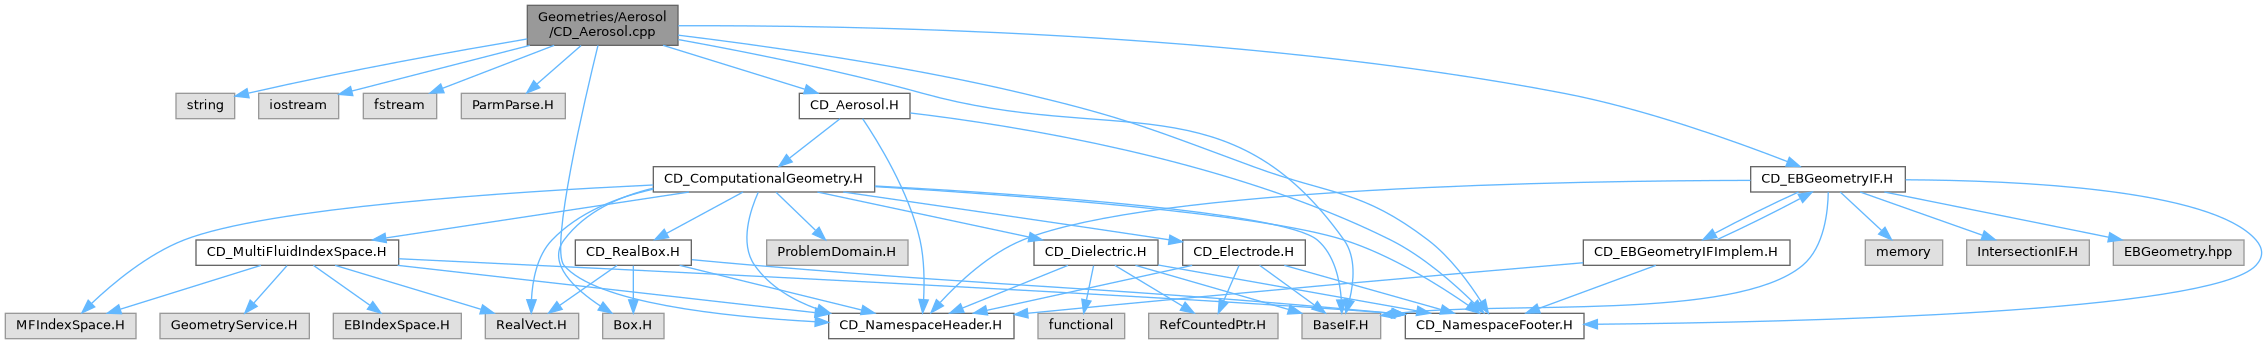 Geometries/Aerosol
/CD_Aerosol.cpp
string
iostream
fstream
ParmParse.H
CD_Aerosol.H
CD_ComputationalGeometry.H
CD_EBGeometryIF.H
CD_MultiFluidIndexSpace.H
CD_RealBox.H
ProblemDomain.H
CD_Dielectric.H
CD_Electrode.H
CD_EBGeometryIFImplem.H
memory
IntersectionIF.H
EBGeometry.hpp
MFIndexSpace.H
GeometryService.H
EBIndexSpace.H
RealVect.H
Box.H
CD_NamespaceHeader.H
functional
RefCountedPtr.H
BaseIF.H
CD_NamespaceFooter.H